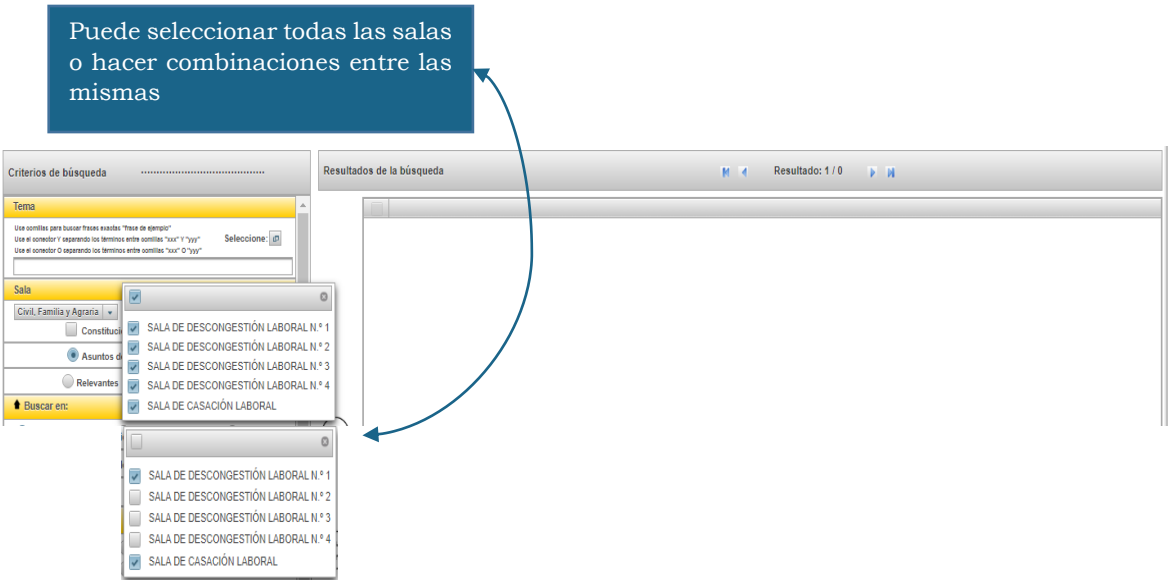 Puede seleccionar todas las salas
o hacer combinaciones entre las
mismas
Criterios de búsqueda ........................................
Resultados de la búsqueda
Resultado: 1 / 0
Tema
Use comillas para buscar frases exactas "frase de ejemplo"
Use el conector Y separando los términos entre comillas "xxx" Y "yyy"
Use el conector O separando los términos entre comillas "xxx" O "yyy"
Seleccione:
Sala
Civil, Familia y Agraria
Constituci
Asuntos d
Relevantes
Buscar en:
SALA DE DESCONGESTIÓN LABORAL N.º 1
SALA DE DESCONGESTIÓN LABORAL N.º 2
SALA DE DESCONGESTIÓN LABORAL N.º 3
SALA DE DESCONGESTIÓN LABORAL N.º 4
SALA DE CASACIÓN LABORAL
SALA DE DESCONGESTIÓN LABORAL N.º 1
SALA DE DESCONGESTIÓN LABORAL N.º 2
SALA DE DESCONGESTIÓN LABORAL N.º 3
SALA DE DESCONGESTIÓN LABORAL N.º 4
SALA DE CASACIÓN LABORAL